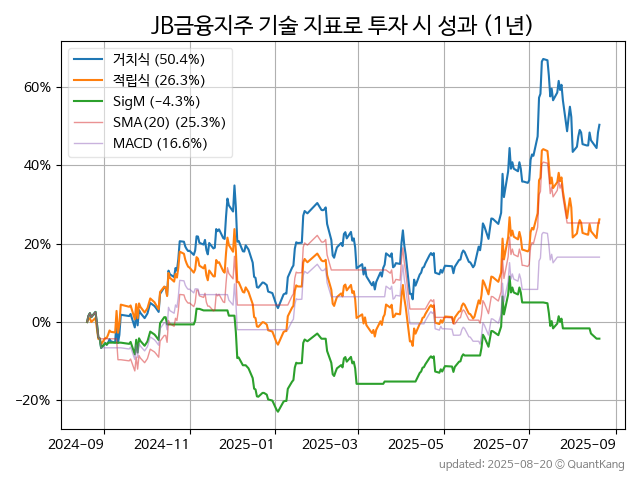 JB금융지주 기술 지표로 투자 시 성과 (1년)
거치식 (50.4%)
적립식 (26.3%)
SigM (-4.3%)
SMA(20) (25.3%)
MACD (16.6%)
60%
40%
20%
0%
-20%
2024-09 2024-11 2025-01 2025-03 2025-05 2025-07 2025-09
updated: 2025-08-20 © QuantKang